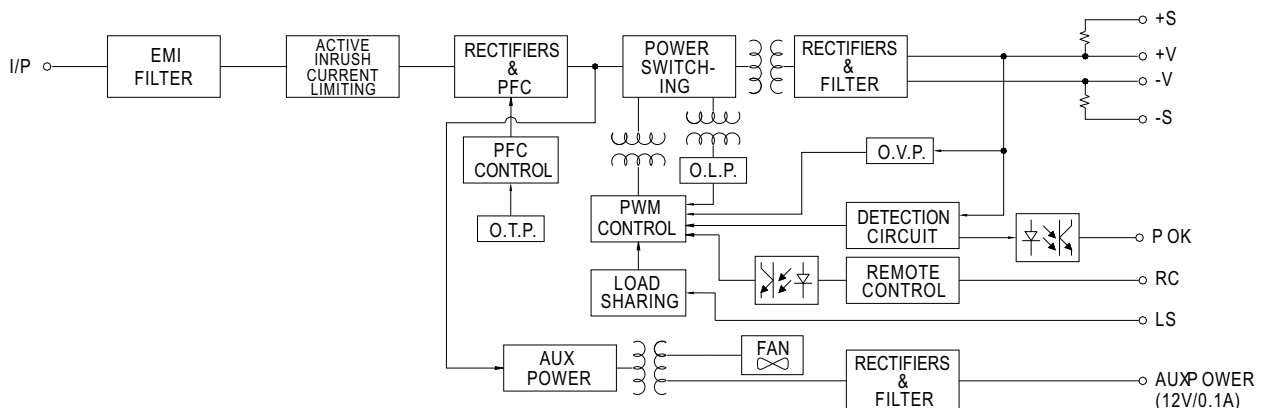 I/P
EMI
FILTER
ACTIVE
INRUSH
CURRENT
LIMITING
RECTIFIERS
&
PFC
POWER
SWITCH-
ING
RECTIFIERS
&
FILTER
+S
+V
-V
-S
PFC
CONTROL
O.T.P.
O.L.P.
O.V.P.
PWM
CONTROL
DETECTION
CIRCUIT
P OK
LOAD
SHARING
REMOTE
CONTROL
RC
LS
AUX
POWER
FAN
RECTIFIERS
&
FILTER
AUXPOWER
(12V/0.1A)